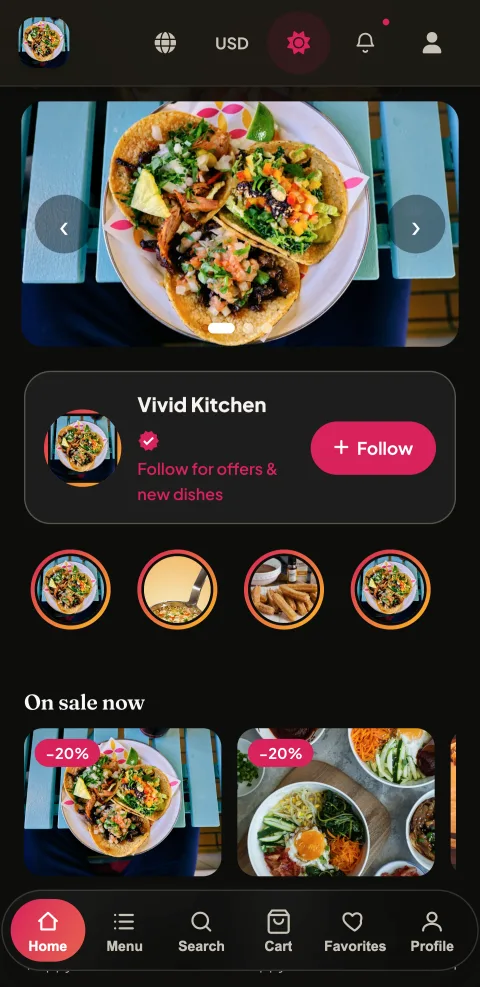 USD
‹ ›
Vivid Kitchen
Follow for offers &
new dishes
+ Follow
On sale now
-20%
-20%
Home
Menu
Search
Cart
Favorites
Profile